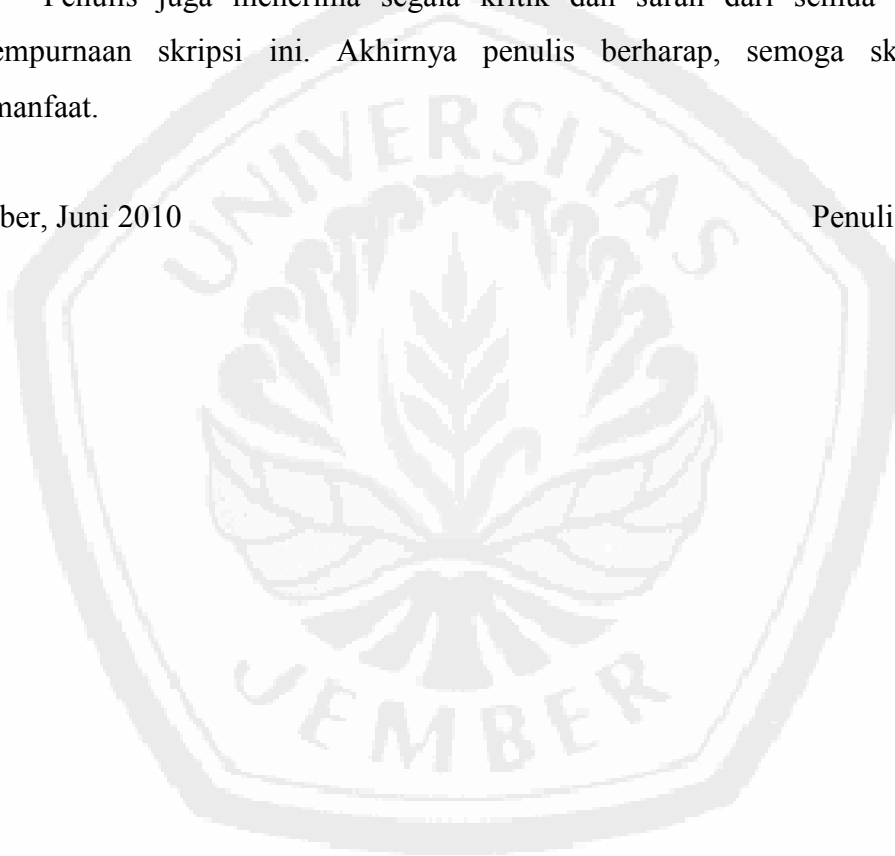 Penulis juga menerima segala kritik dan saran dari semua
empurnaan skripsi ini. Akhirnya penulis berharap, semoga sk
manfaat.
ber, Juni 2010 Penuli
UNIVERSITAS
JEMBER